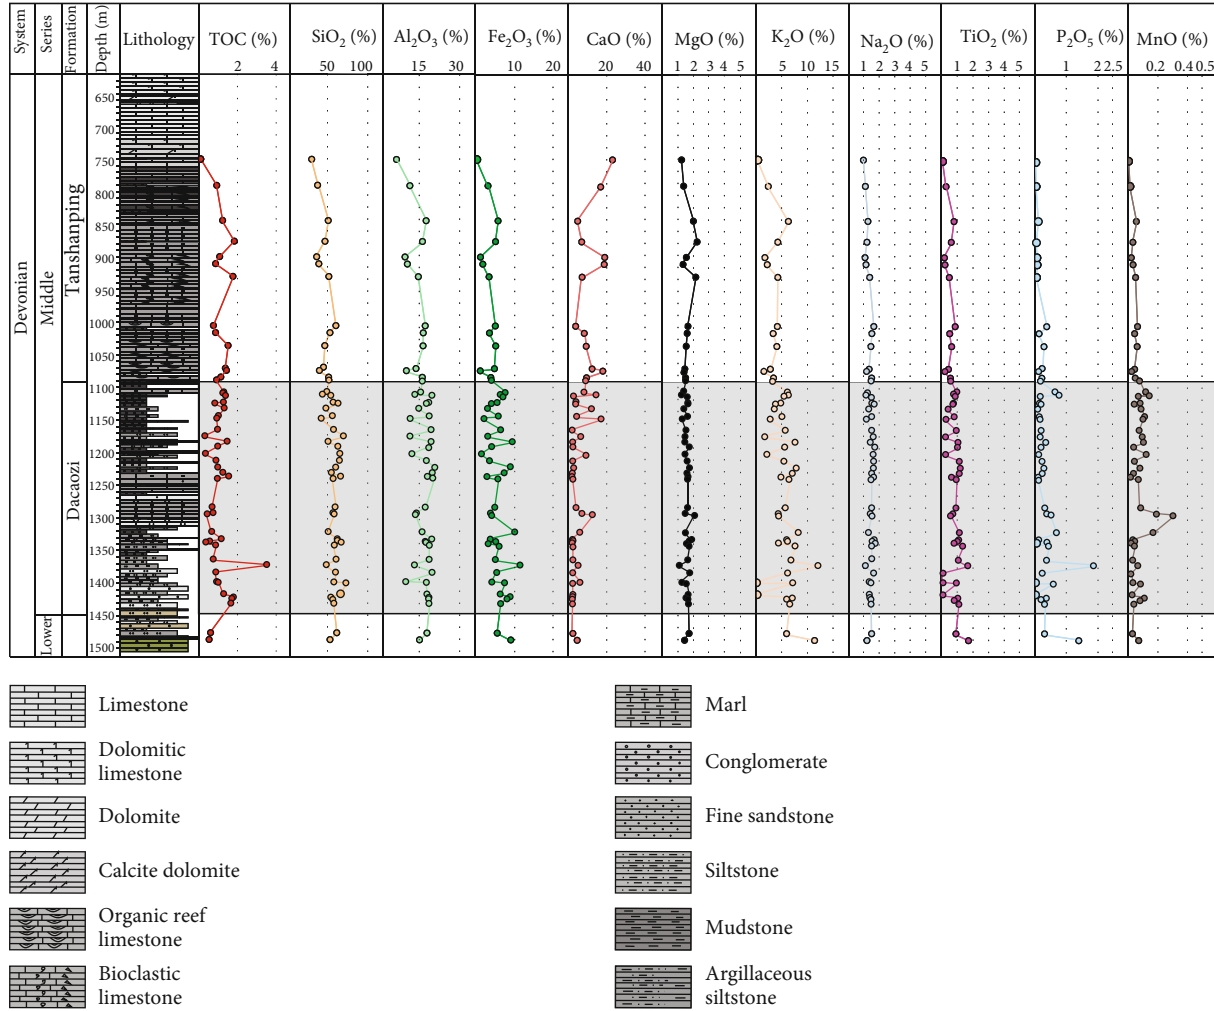 System
Series
Formation
Depth (m)
Lithology
TOC (%)
SiO2 (%)
Al2O3 (%)
Fe2O3 (%)
CaO (%)
MgO (%)
K2O (%)
Na2O (%)
TiO2 (%)
P2O5 (%)
MnO (%)
2 4
50 100
15 30
10 20
20 40
1 2 3 4 5
5 10 15
1 2 3 4 5
1 2 3 4 5
1 2 2.5
0.2 0.4 0.5
Devonian
Middle
Lower
Tanshanping
Dacaozi
650
700
750
800
850
900
950
1000
1050
1100
1150
1200
1250
1300
1350
1400
1450
1500
Limestone
Dolomitic
limestone
Dolomite
Calcite dolomite
Organic reef
limestone
Bioclastic
limestone
Marl
Conglomerate
Fine sandstone
Siltstone
Mudstone
Argillaceous
siltstone